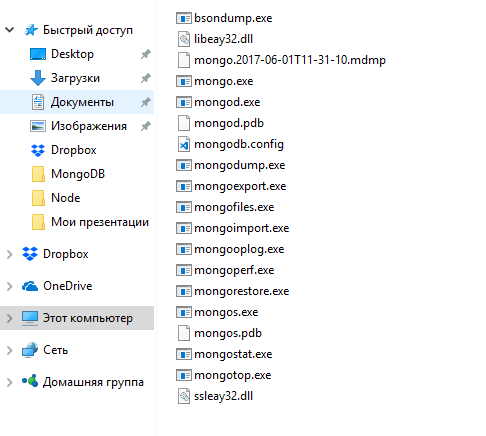 Быстрый доступ
Desktop
Загрузки
Документы
Изображения
Dropbox
MongoDB
Node
Мои презентации
Dropbox
OneDrive
Этот компьютер
Сеть
Домашняя группа
bsondump.exe
libeay32.dll
mongo.2017-06-01T11-31-10.mdmp
mongo.exe
mongod.exe
mongod.pdb
mongodb.config
mongodump.exe
mongoexport.exe
mongofiles.exe
mongoimport.exe
mongooplog.exe
mongoperf.exe
mongorestore.exe
mongos.exe
mongos.pdb
mongostat.exe
mongotop.exe
ssleay32.dll